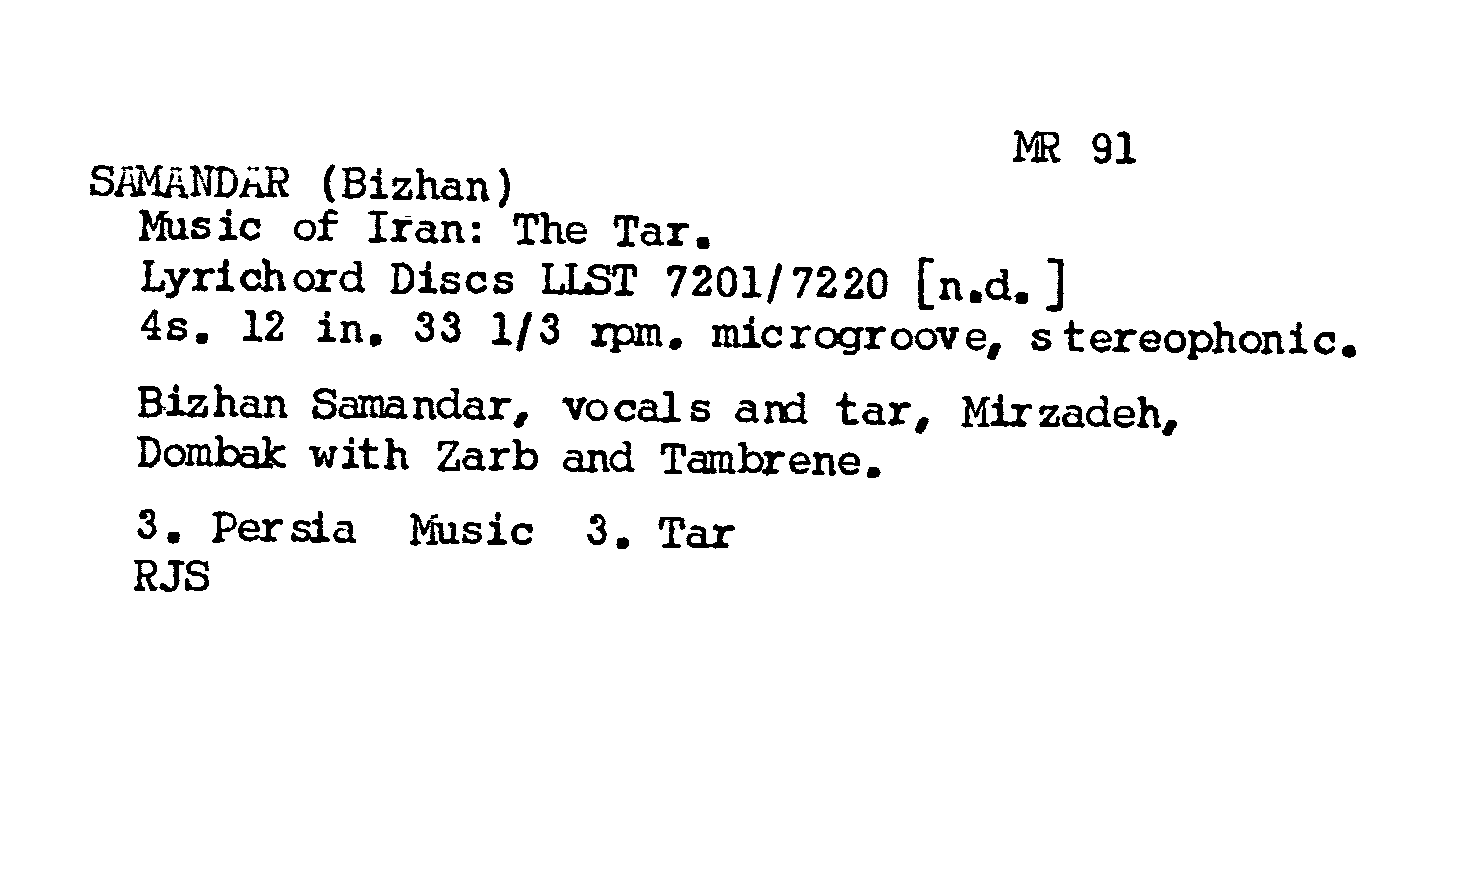 MR 91
SAMANDAR (Bizhan)
Music of Iran: The Tar.
Lyrichord Discs LLST 7201/7220 [n.d.]
4s. 12 in. 33 1/3 rpm. microgroove, stereophonic.
Bizhan Samandar, vocals and tar, Mirzadeh,
Dombak with Zarb and Tambrene.
3. Persia Music 3. Tar
RJS